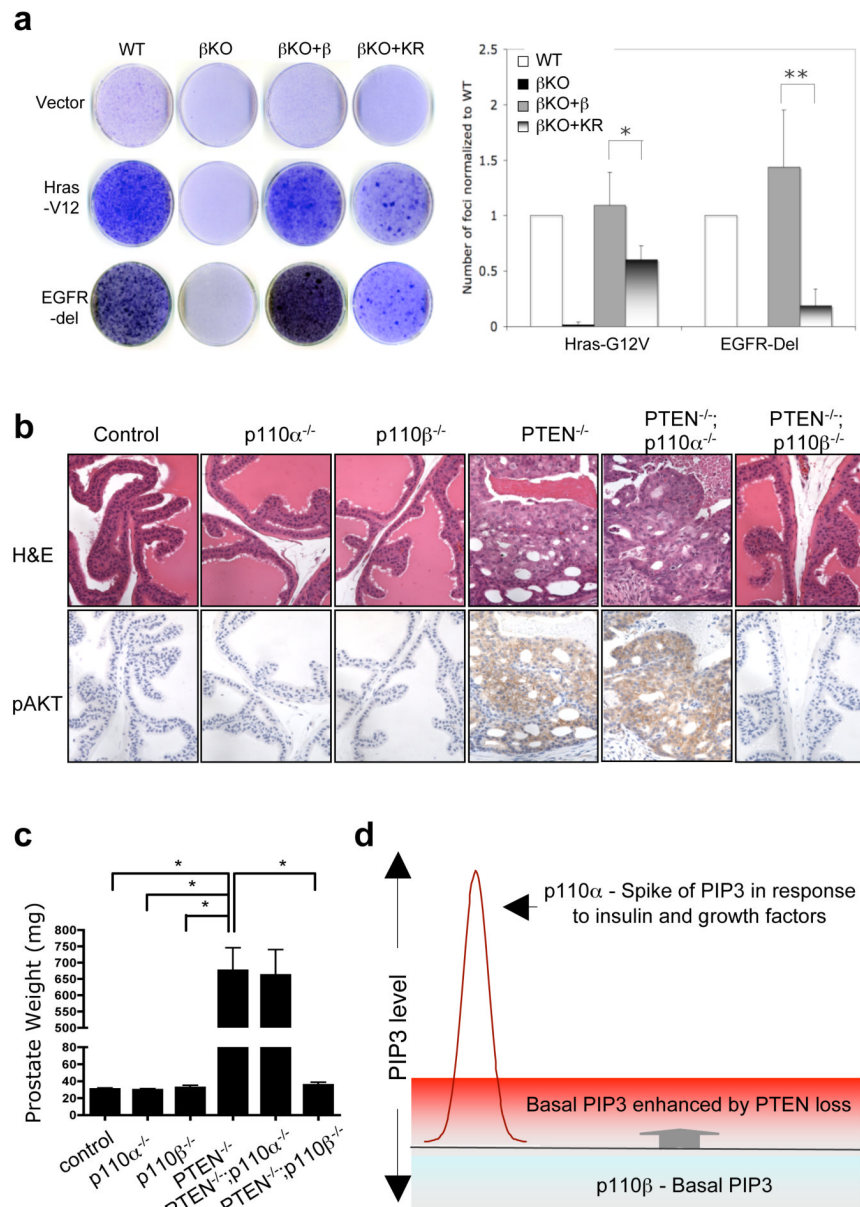 a
WT
βKO
βKO+β
βKO+KR
Vector
Hras
-V12
EGFR
-del
Number of foci normalized to WT
2.5
2
1.5
1
0.5
0
WT
βKO
βKO+β
βKO+KR
*
**
Hras-G12V
EGFR-Del
b
Control
p110α-/-
p110β-/-
PTEN-/-
PTEN-/-;
p110α-/-
PTEN-/-;
p110β-/-
H&E
pAKT
c
*
*
*
*
Prostate Weight (mg)
800
750
700
650
600
550
500
80
60
40
20
0
control
p110α-/-
p110β-/-
PTEN-/-
PTEN-/-;p110α-/-
PTEN-/-;p110β-/-
d
PIP3 level
p110α - Spike of PIP3 in response
to insulin and growth factors
Basal PIP3 enhanced by PTEN loss
p110β - Basal PIP3